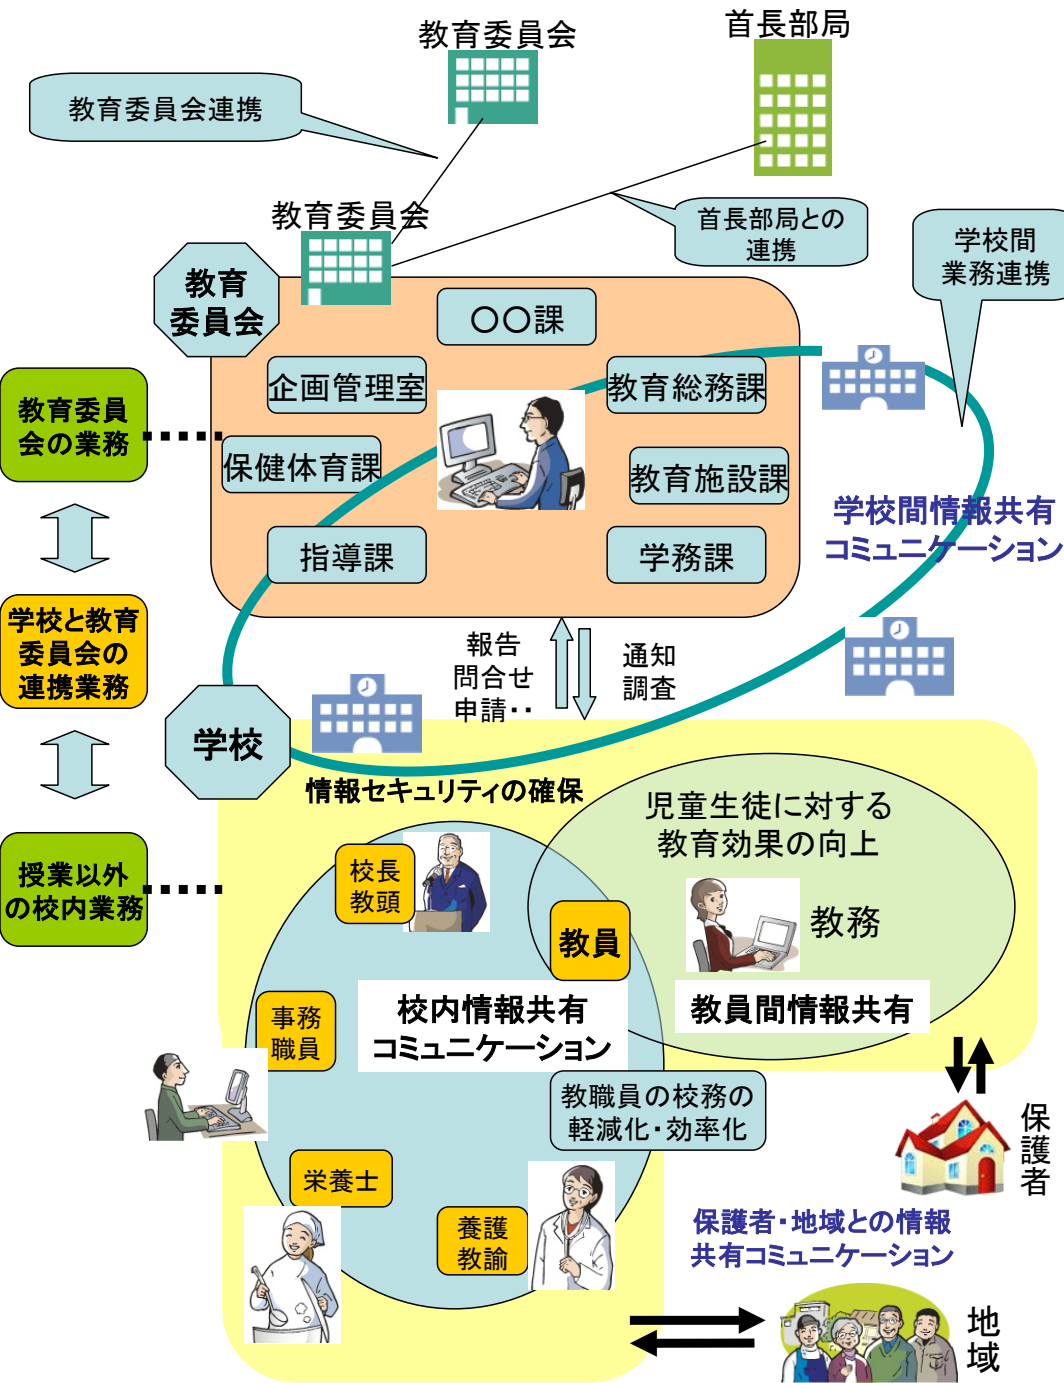 教育委員会
首長部局
教育委員会連携
教育委員会
首長部局との
連携
学校間
業務連携
教育
委員会
〇〇課
企画管理室
教育総務課
教育委員
会の業務
保健体育課
教育施設課
学校間情報共有
コミュニケーション
指導課
学務課
学校と教育
委員会の
連携業務
報告
問合せ
申請・・
通知
調査
学校
情報セキュリティの確保
児童生徒に対する
教育効果の向上
授業以外
の校内業務
校長
教頭
教員
教務
校内情報共有
コミュニケーション
教員間情報共有
事務
職員
教職員の校務の
軽減化・効率化
保護者
栄養士
養護
教諭
保護者・地域との情報
共有コミュニケーション
地域